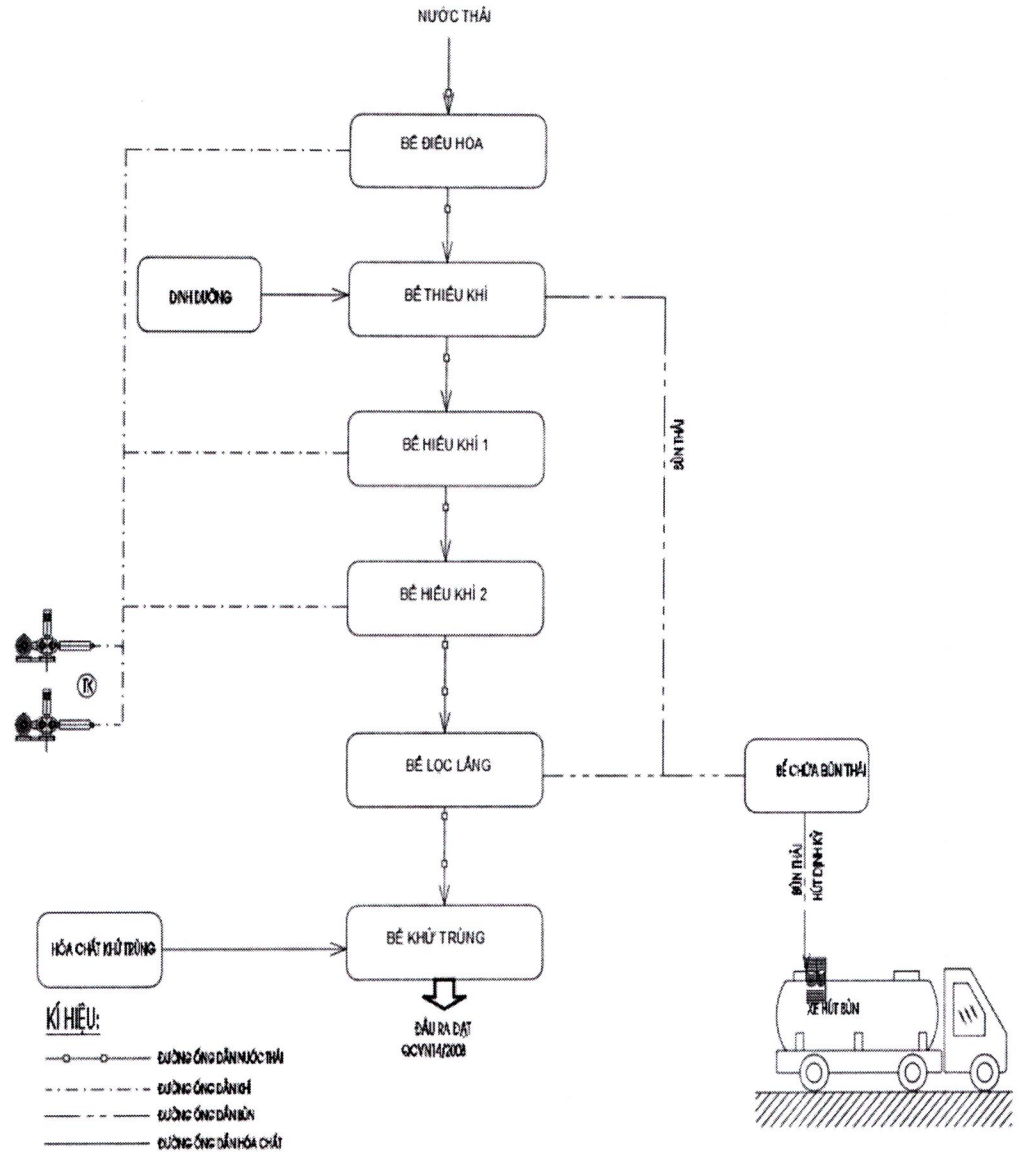 NƯỚC THẢI
BỂ ĐIỀU HÒA
DINH DƯỠNG
BỂ THIẾU KHÍ
BỂ HIẾU KHÍ 1
BÙN THẢI
BỂ HIẾU KHÍ 2
TK
BỂ LỌC LẮNG
BỂ CHỨA BÙN THẢI
BÙN THẢI
HÚT ĐỊNH KỲ
HÓA CHẤT KHỬ TRÙNG
BỂ KHỬ TRÙNG
XE HÚT BÙN
ĐẦU RA ĐẠT
QCVN14/2008
KÍ HIỆU:
ĐƯỜNG ỐNG DẪN NƯỚC THẢI
ĐƯỜNG ỐNG DẪN KHÍ
ĐƯỜNG ỐNG DẪN BÙN
ĐƯỜNG ỐNG DẪN HÓA CHẤT